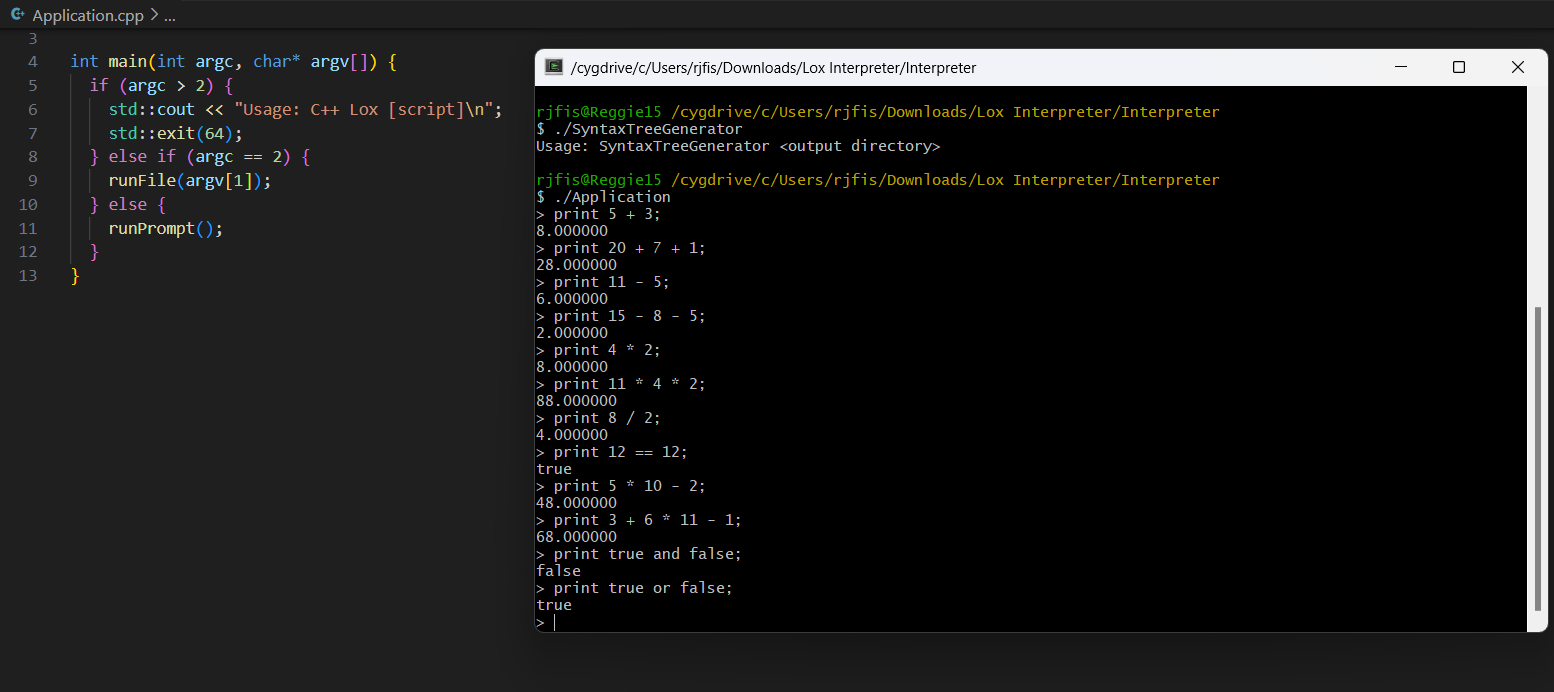 Application.cpp > ...
3
4 int main(int argc, char* argv[]) {
5 if (argc > 2) {
6 std::cout << "Usage: C++ Lox [script]\n";
7 std::exit(64);
8 } else if (argc == 2) {
9 runFile(argv[1]);
10 } else {
11 runPrompt();
12 }
13 }
/cygdrive/c/Users/rjfis/Downloads/Lox Interpreter/Interpreter
rjfis@Reggie15 /cygdrive/c/Users/rjfis/Downloads/Lox Interpreter/Interpreter
$ ./SyntaxTreeGenerator
Usage: SyntaxTreeGenerator <output directory>
rjfis@Reggie15 /cygdrive/c/Users/rjfis/Downloads/Lox Interpreter/Interpreter
$ ./Application
> print 5 + 3;
8.000000
> print 20 + 7 + 1;
28.000000
> print 11 - 5;
6.000000
> print 15 - 8 - 5;
2.000000
> print 4 * 2;
8.000000
> print 11 * 4 * 2;
88.000000
> print 8 / 2;
4.000000
> print 12 == 12;
true
> print 5 * 10 - 2;
48.000000
> print 3 + 6 * 11 - 1;
68.000000
> print true and false;
false
> print true or false;
true
>